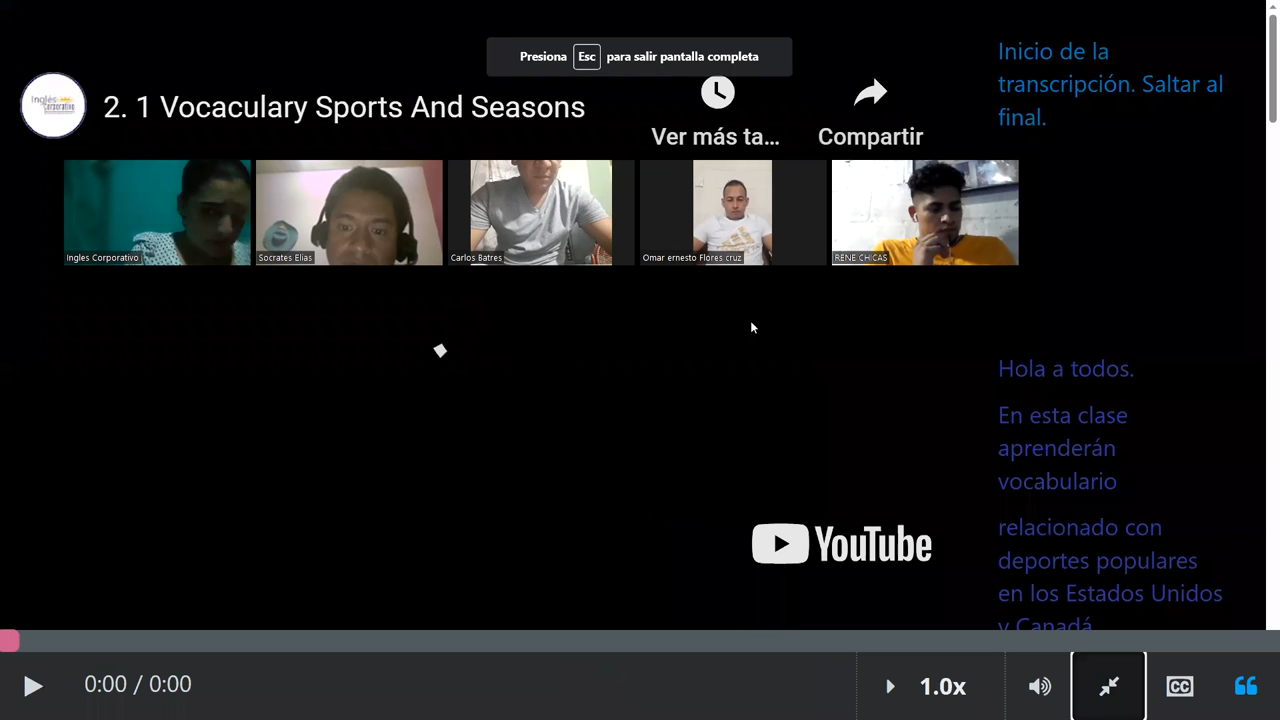 Presiona Esc para salir pantalla completa
Inglés
Corporativo
2. 1 Vocaculary Sports And Seasons
Ver más ta...
Compartir
Ingles Corporativo
Socrates Elias
Carlos Batres
Omar ernesto Flores cruz
RENE CHICAS
YouTube
Inicio de la
transcripción. Saltar al
final.
Hola a todos.
En esta clase
aprenderán
vocabulario
relacionado con
deportes populares
en los Estados Unidos
y Canadá
0:00 / 0:00
1.0x
CC